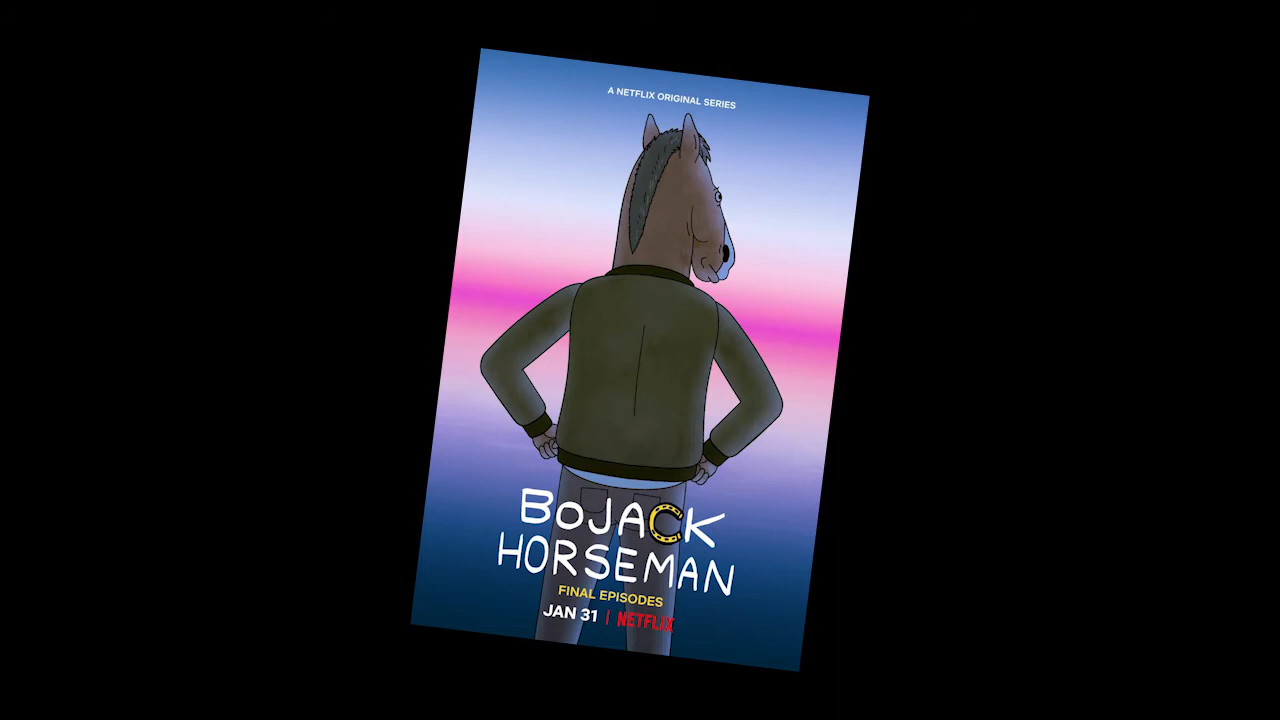 A NETFLIX ORIGINAL SERIES
BOJACK
HORSEMAN
FINAL EPISODES
JAN 31 | NETFLIX